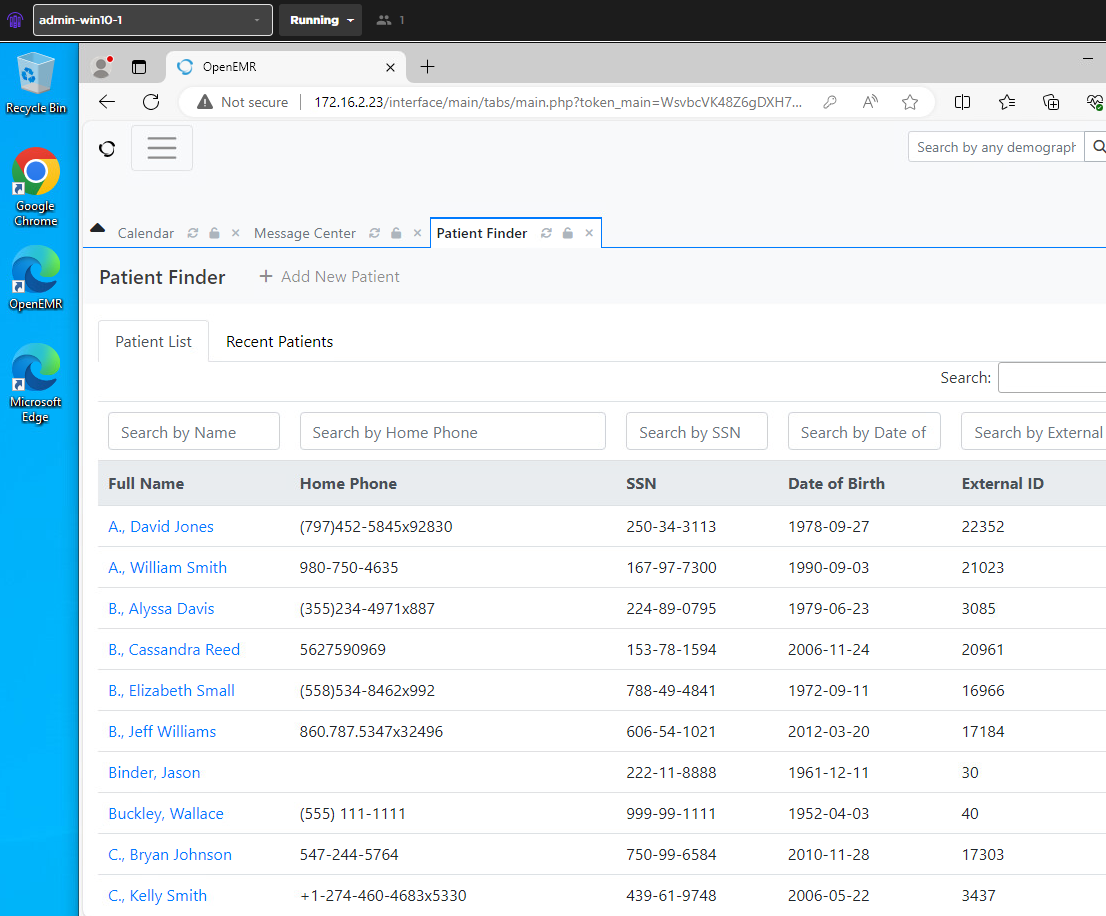 admin-win10-1
Running
1
Recycle Bin
Google
Chrome
OpenEMR
Microsoft
Edge
OpenEMR
Not secure
172.16.2.23/interface/main/tabs/main.php?token_main=WsvbcVK48Z6gDXH7...
Search by any demograph
Calendar Message Center Patient Finder
Patient Finder + Add New Patient
Patient List Recent Patients
Search:
Search by Name Search by Home Phone Search by SSN Search by Date of Search by External
Full Name Home Phone SSN Date of Birth External ID
A., David Jones (797)452-5845x92830 250-34-3113 1978-09-27 22352
A., William Smith 980-750-4635 167-97-7300 1990-09-03 21023
B., Alyssa Davis (355)234-4971x887 224-89-0795 1979-06-23 3085
B., Cassandra Reed 5627590969 153-78-1594 2006-11-24 20961
B., Elizabeth Small (558)534-8462x992 788-49-4841 1972-09-11 16966
B., Jeff Williams 860.787.5347x32496 606-54-1021 2012-03-20 17184
Binder, Jason 222-11-8888 1961-12-11 30
Buckley, Wallace (555) 111-1111 999-99-1111 1952-04-03 40
C., Bryan Johnson 547-244-5764 750-99-6584 2010-11-28 17303
C., Kelly Smith +1-274-460-4683x5330 439-61-9748 2006-05-22 3437